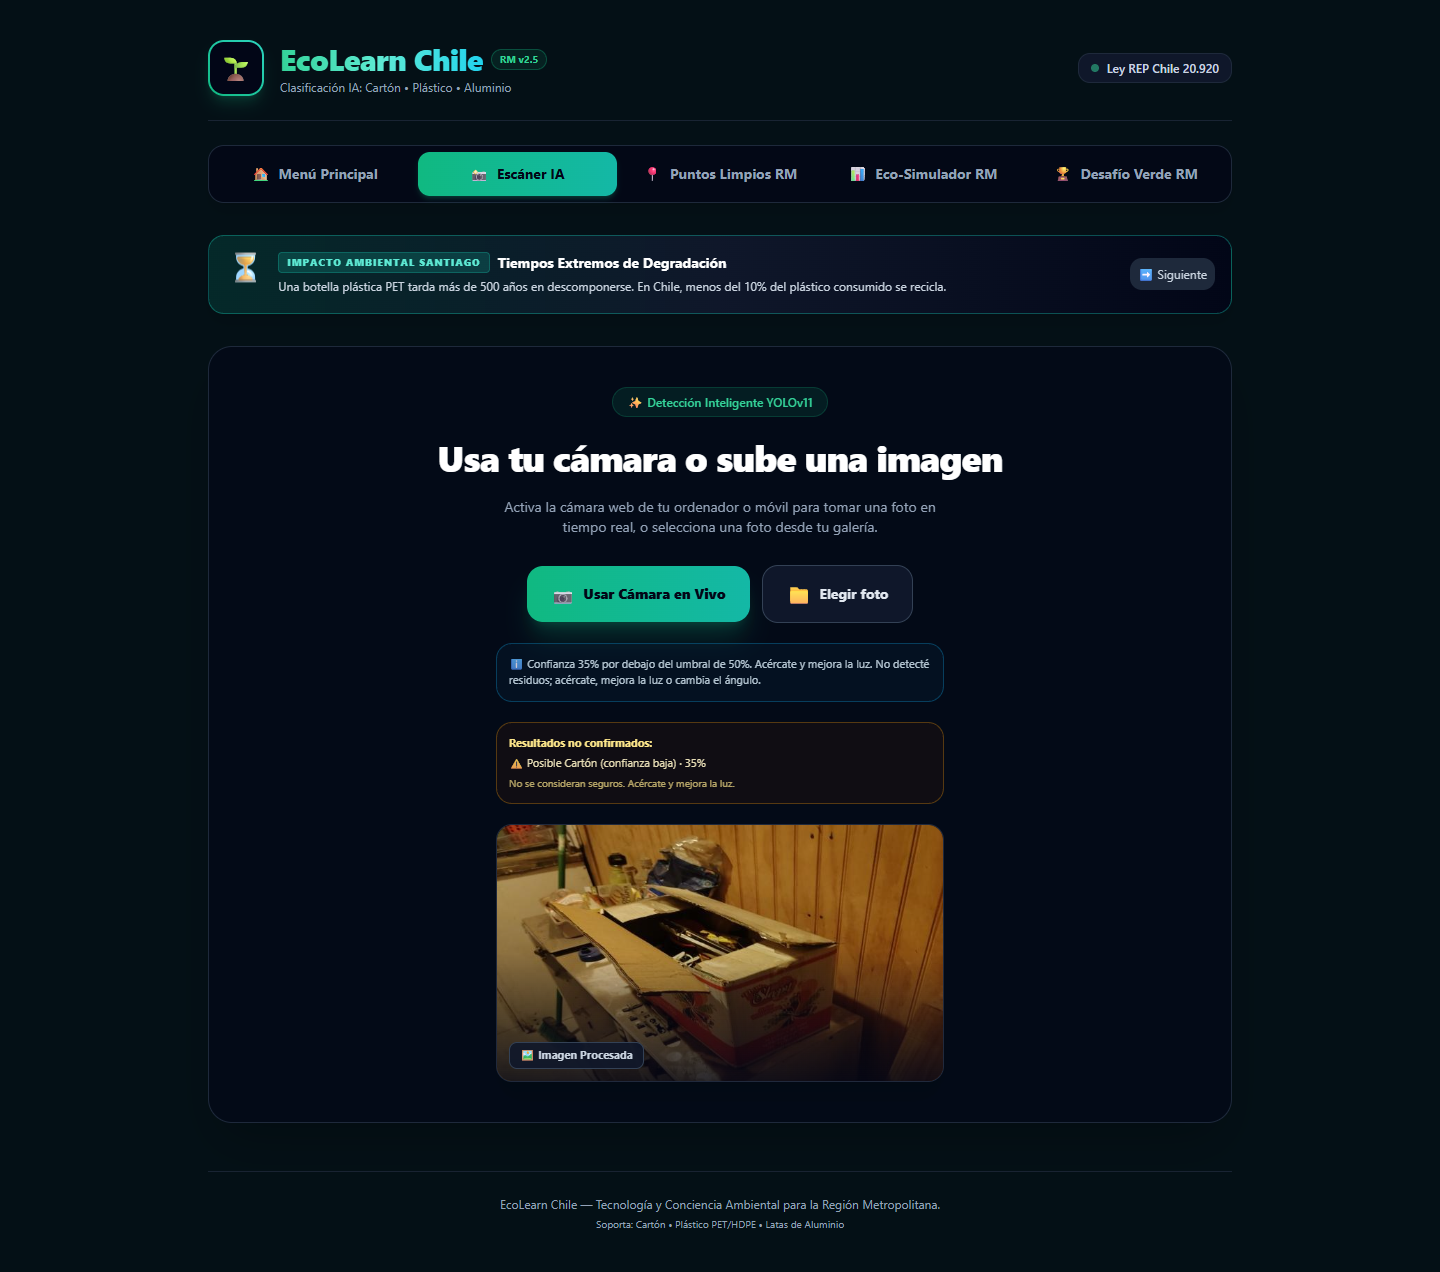 EcoLearn Chile
RM v2.5
Clasificación IA: Cartón • Plástico • Aluminio
Ley REP Chile 20.920
Menú Principal
Escáner IA
Puntos Limpios RM
Eco-Simulador RM
Desafío Verde RM
IMPACTO AMBIENTAL SANTIAGO
Tiempos Extremos de Degradación
Una botella plástica PET tarda más de 500 años en descomponerse. En Chile, menos del 10% del plástico consumido se recicla.
Siguiente
Detección Inteligente YOLOv11
Usa tu cámara o sube una imagen
Activa la cámara web de tu ordenador o móvil para tomar una foto en
tiempo real, o selecciona una foto desde tu galería.
Usar Cámara en Vivo
Elegir foto
Confianza 35% por debajo del umbral de 50%. Acércate y mejora la luz. No detecté
residuos; acércate, mejora la luz o cambia el ángulo.
Resultados no confirmados:
Posible Cartón (confianza baja) · 35%
No se consideran seguros. Acércate y mejora la luz.
Imagen Procesada
EcoLearn Chile — Tecnología y Conciencia Ambiental para la Región Metropolitana.
Soporta: Cartón • Plástico PET/HDPE • Latas de Aluminio